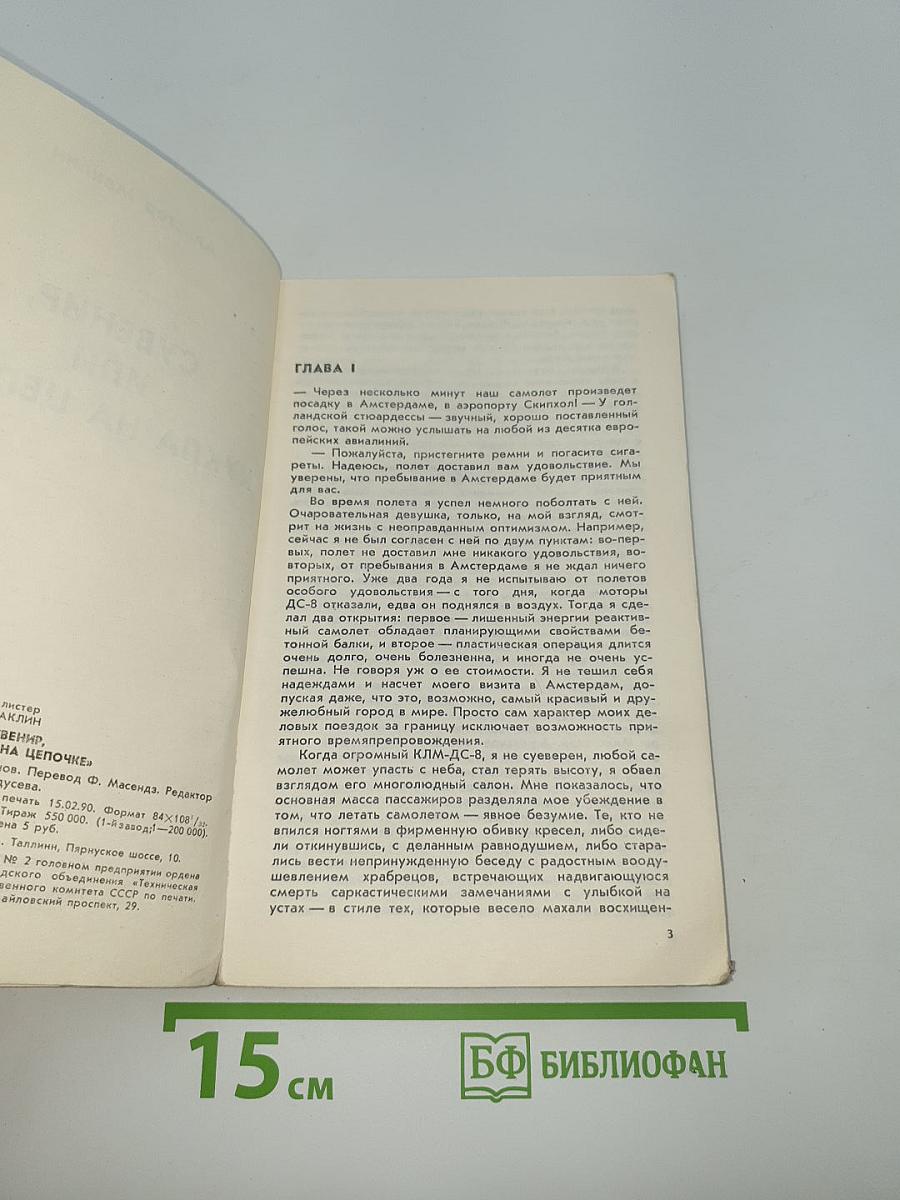 листер
АКЛИН
ВЕНИР,
НА ЦЕПОЧКЕ»
нов. Перевод Ф. Масендз. Редактор
дусева.
печать 15.02.90. Формат 84×108¹/₃₂.
Тираж 550 000. (1-й завод; 1—200 000).
ена 5 руб.
. Таллинн, Пярнуское шоссе, 10.
№ 2 головном предприятии ордена
дского объединения «Техническая
венного комитета СССР по печати.
айловский проспект, 29.
ГЛАВА I
— Через несколько минут наш самолет произведет
посадку в Амстердаме, в аэропорту Скипхол! — У гол-
ландской стюардессы — звучный, хорошо поставленный
голос, такой можно услышать на любой из десятка евро-
пейских авиалиний.
— Пожалуйста, пристегните ремни и погасите сига-
реты. Надеюсь, полет доставил вам удовольствие. Мы
уверены, что пребывание в Амстердаме будет приятным
для вас.
Во время полета я успел немного поболтать с ней.
Очаровательная девушка, только, на мой взгляд, смот-
рит на жизнь с неоправданным оптимизмом. Например,
сейчас я не был согласен с ней по двум пунктам: во-пер-
вых, полет не доставил мне никакого удовольствия, во-
вторых, от пребывания в Амстердаме я не ждал ничего
приятного. Уже два года я не испытываю от полетов
особого удовольствия — с того дня, когда моторы
ДС-8 отказали, едва он поднялся в воздух. Тогда я сде-
лал два открытия: первое — лишенный энергии реактив-
ный самолет обладает планирующими свойствами бе-
тонной балки, и второе — пластическая операция длится
очень долго, очень болезненна, и иногда не очень ус-
пешна. Не говоря уж о ее стоимости. Я не тешил себя
надеждами и насчет моего визита в Амстердам, до-
пуская даже, что это, возможно, самый красивый и дру-
желюбный город в мире. Просто сам характер моих де-
ловых поездок за границу исключает возможность при-
ятного времяпрепровождения.
Когда огромный КЛМ-ДС-8, я не суеверен, любой са-
молет может упасть с неба, стал терять высоту, я обвел
взглядом его многолюдный салон. Мне показалось, что
основная масса пассажиров разделяла мое убеждение в
том, что летать самолетом — явное безумие. Те, кто не
впился ногтями в фирменную обивку кресел, либо сиде-
ли откинувшись, с деланным равнодушием, либо стара-
лись вести непринужденную беседу с радостным вооду-
шевлением храбрецов, встречающих надвигающуюся
смерть саркастическими замечаниями с улыбкой на
устах — в стиле тех, которые весело махали восхищен-
3
15 см
БФ БИБЛИОФАН